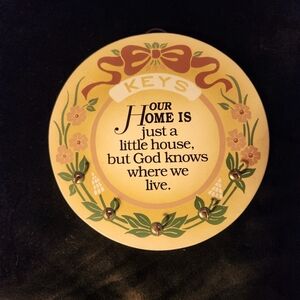 KEYS
OUR
HOME IS
just a
little house,
but God knows
where we
live.